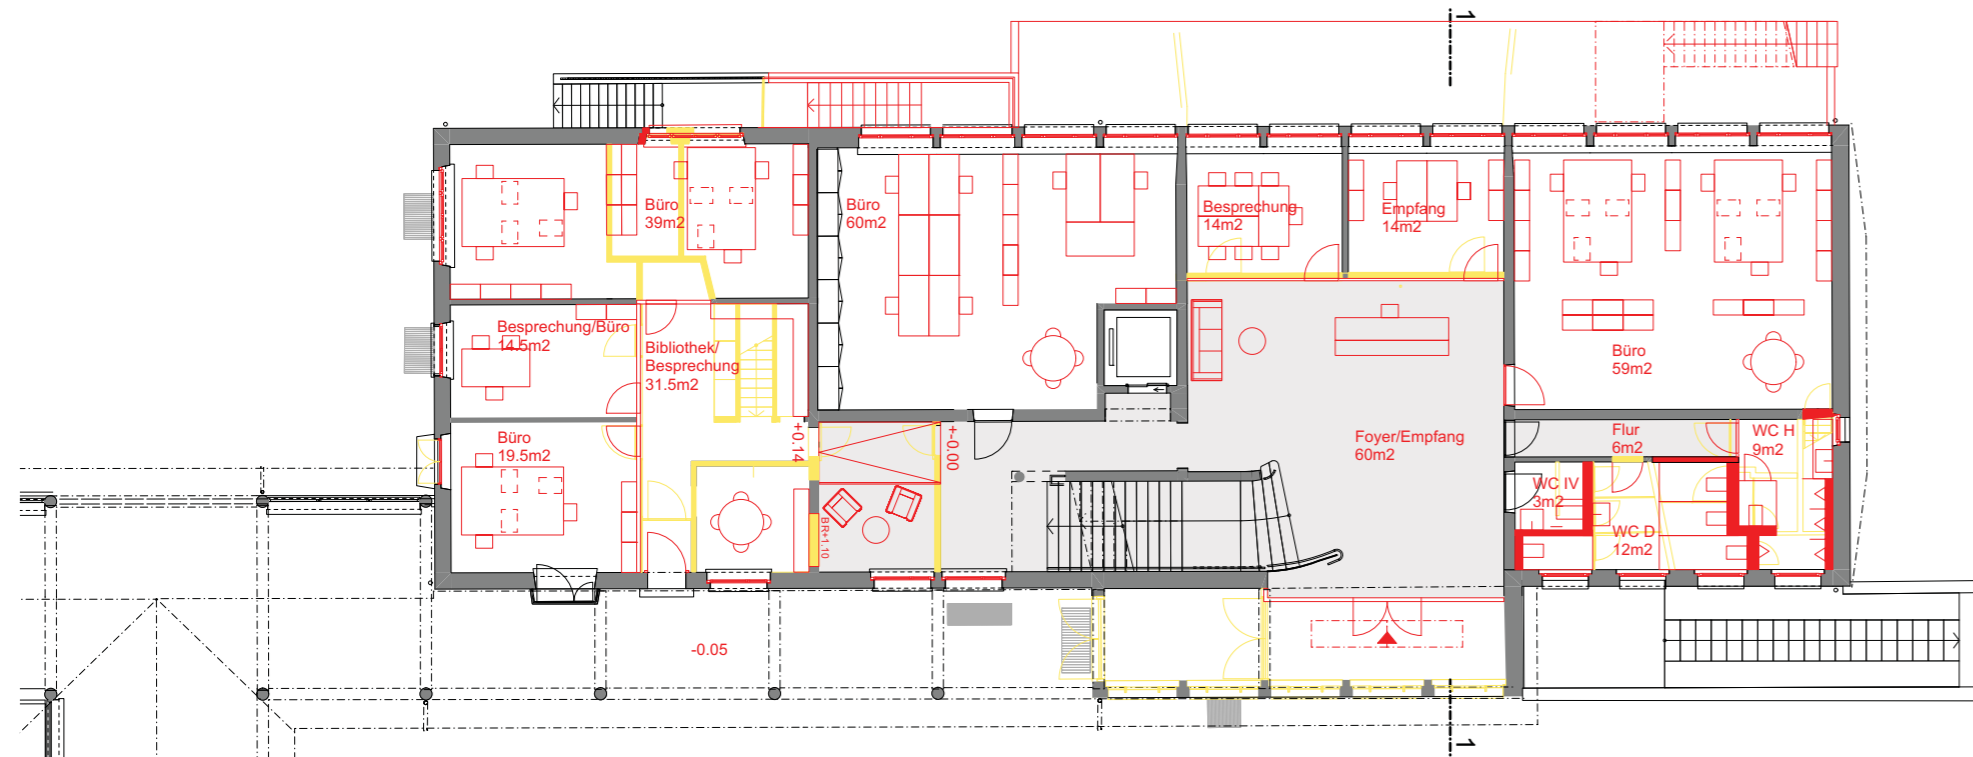 1
Büro
39m2
Büro
60m2
Besprechung
14m2
Empfang
14m2
Besprechung/Büro
14.5m2
Bibliothek/
Besprechung
31.5m2
Büro
59m2
Büro
19.5m2
+0.14
+-0.00
BR+1.10
Foyer/Empfang
60m2
Flur
6m2
WC H
9m2
WC IV
3m2
WC D
12m2
-0.05
1